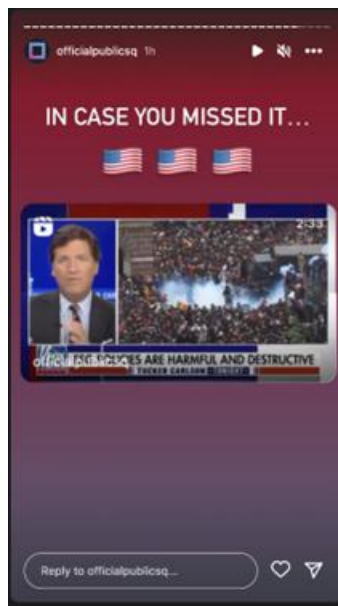 officialpublicsq 1h
IN CASE YOU MISSED IT...
2:33
POLICIES ARE HARMFUL AND DESTRUCTIVE
TUCKER CARLSON TONIGHT
Reply to officialpublicsq...